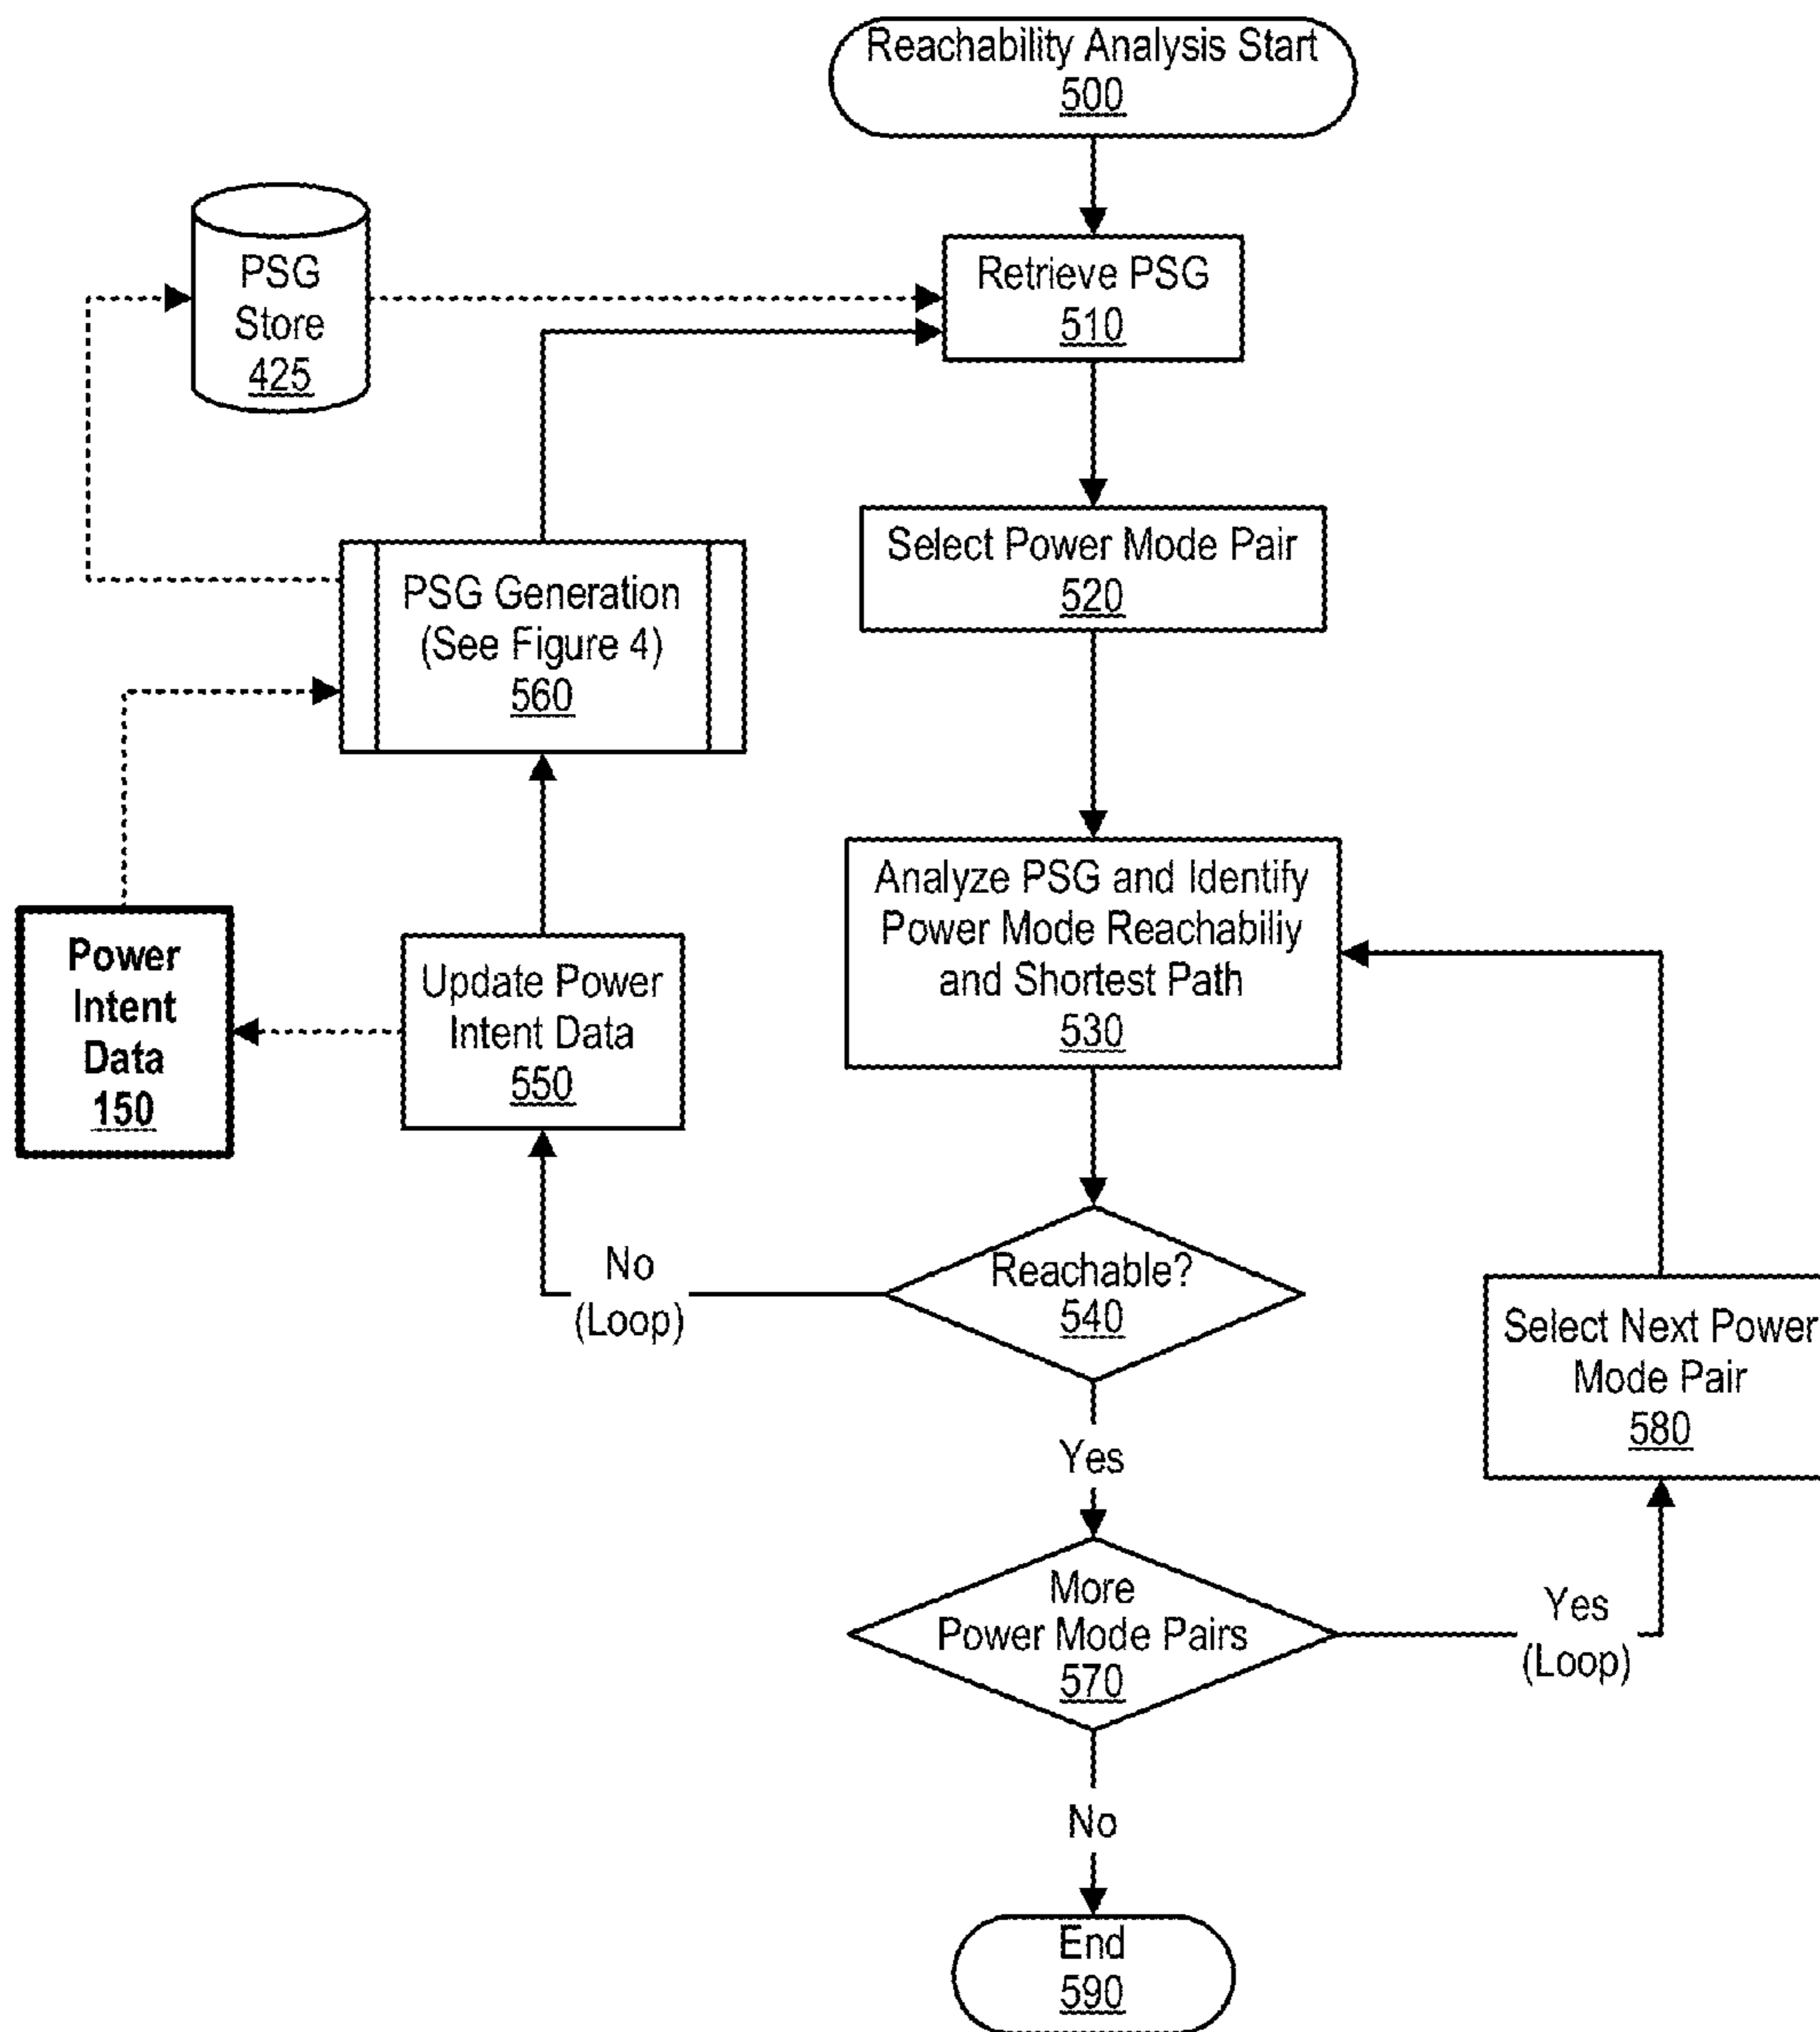 Reachability Analysis Start
500
PSG
Store
425
Retrieve PSG
510
Select Power Mode Pair
520
PSG Generation
(See Figure 4)
560
Analyze PSG and Identify
Power Mode Reachabiliy
and Shortest Path
530
Power
Intent
Data
150
Update Power
Intent Data
550
No
(Loop)
Reachable?
540
Select Next Power
Mode Pair
580
Yes
More
Power Mode Pairs
570
Yes
(Loop)
No
End
590